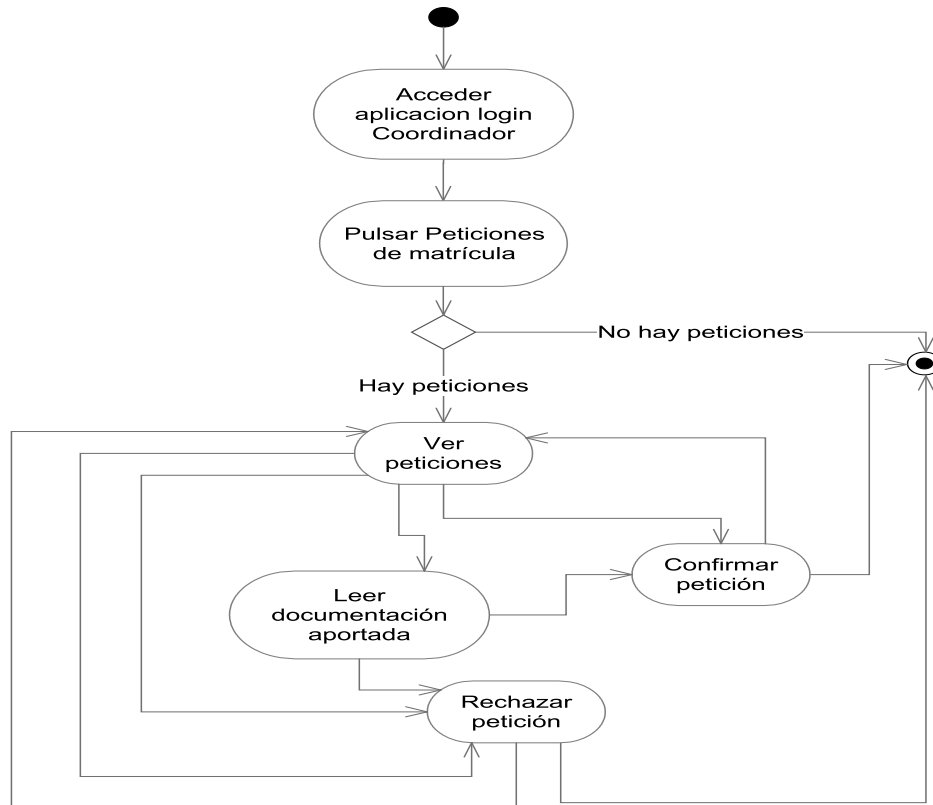 Acceder
aplicacion login
Coordinador
Pulsar Peticiones
de matrícula
No hay peticiones
Hay peticiones
Ver
peticiones
Confirmar
petición
Leer
documentación
aportada
Rechazar
petición